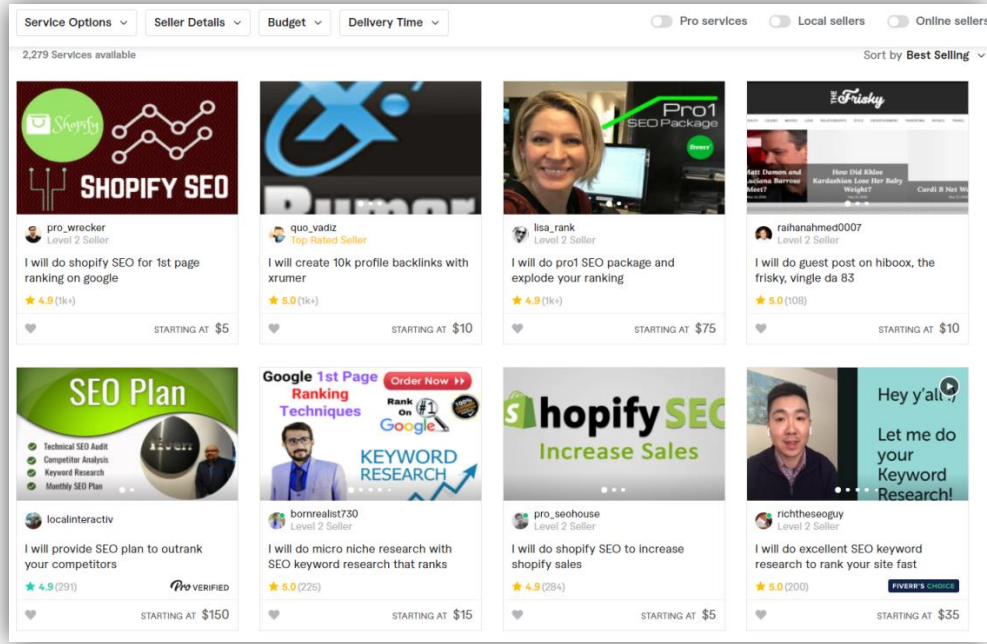 Service Options Seller Details Budget Delivery Time Pro services Local sellers Online sellers
2,279 Services available Sort by Best Selling
Shopify
SHOPIFY SEO
pro_wrecker
Level 2 Seller
I will do shopify SEO for 1st page
ranking on google
4.9 (1k+)
STARTING AT $5
Rumer
quo_vadiz
Top Rated Seller
I will create 10k profile backlinks with
xrumer
5.0 (1k+)
STARTING AT $10
Pro1
SEO Package
fiverr
lisa_rank
Level 2 Seller
I will do pro1 SEO package and
explode your ranking
4.9 (1k+)
STARTING AT $75
THE Frisky
Matt Damon and
Luciana Barroso
Meet?
How Did Khloe
Kardashian Lose Her Baby
Weight?
Cardi B Net Wo
raihanahmed0007
Level 2 Seller
I will do guest post on hiboox, the
frisky, vingle da 83
5.0 (108)
STARTING AT $10
SEO Plan
Technical SEO Audit
Competitor Analysis
Keyword Research
Monthly SEO Plan
fiverr
localinteractiv
I will provide SEO plan to outrank
your competitors
4.9 (291) Pro VERIFIED
STARTING AT $150
Google 1st Page
Ranking
Techniques
Order Now
Rank
On
#1
Google
100%
KEYWORD
RESEARCH
bornrealist730
Level 2 Seller
I will do micro niche research with
SEO keyword research that ranks
5.0 (225)
STARTING AT $15
Shopify SEO
Increase Sales
pro_seohouse
Level 2 Seller
I will do shopify SEO to increase
shopify sales
4.9 (284)
STARTING AT $5
Hey y'all :)
Let me do
your
Keyword
Research!
richtheseoguy
Level 2 Seller
I will do excellent SEO keyword
research to rank your site fast
5.0 (200) FIVERR'S CHOICE
STARTING AT $35